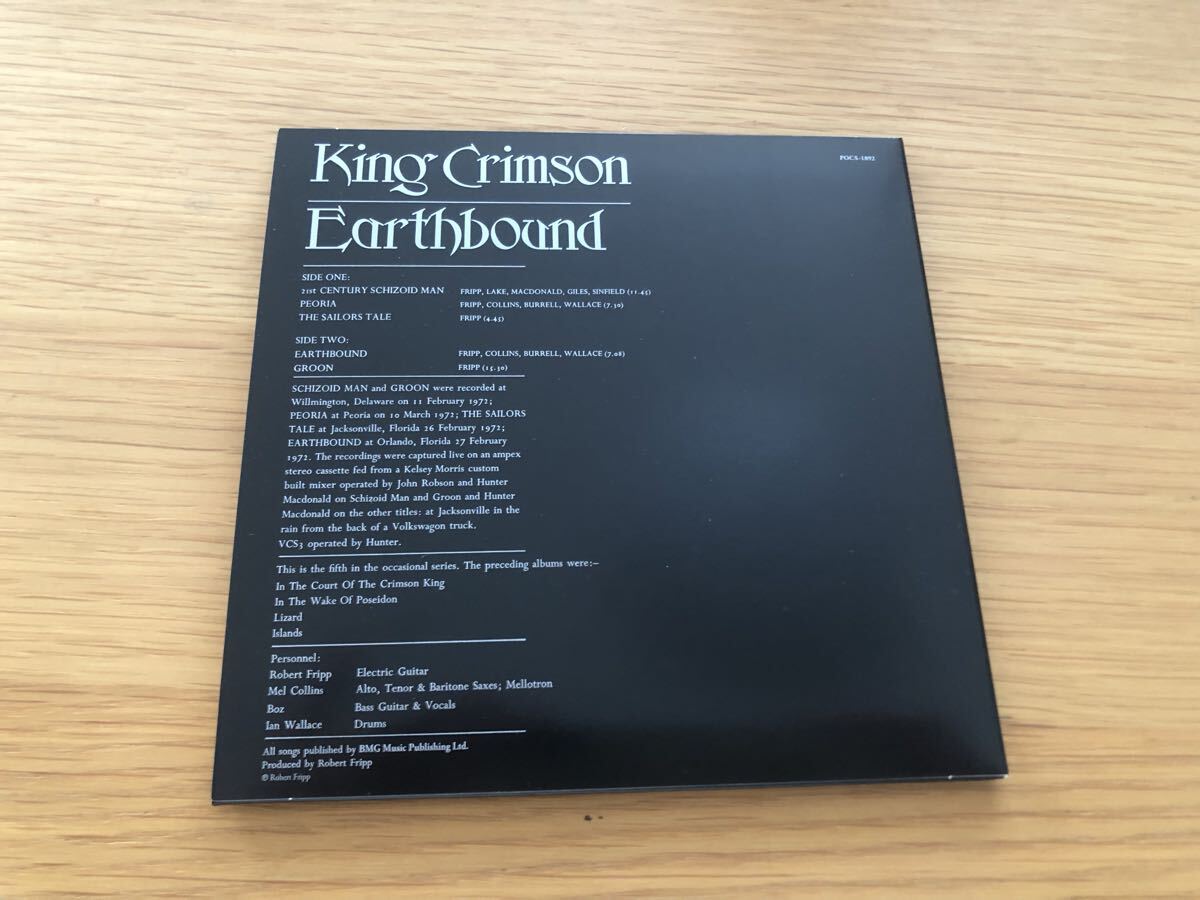 King Crimson
POCS-1892
Earthbound
SIDE ONE:
21st CENTURY SCHIZOID MAN FRIPP, LAKE, MACDONALD, GILES, SINFIELD (11.45)
PEORIA FRIPP, COLLINS, BURRELL, WALLACE (7.30)
THE SAILORS TALE FRIPP (4.45)
SIDE TWO:
EARTHBOUND FRIPP, COLLINS, BURRELL, WALLACE (7.08)
GROON FRIPP (15.30)
SCHIZOID MAN and GROON were recorded at
Willmington, Delaware on 11 February 1972;
PEORIA at Peoria on 10 March 1972; THE SAILORS
TALE at Jacksonville, Florida 26 February 1972;
EARTHBOUND at Orlando, Florida 27 February
1972. The recordings were captured live on an ampex
stereo cassette fed from a Kelsey Morris custom
built mixer operated by John Robson and Hunter
Macdonald on Schizoid Man and Groon and Hunter
Macdonald on the other titles: at Jacksonville in the
rain from the back of a Volkswagon truck.
VCS3 operated by Hunter.
This is the fifth in the occasional series. The preceding albums were:–
In The Court Of The Crimson King
In The Wake Of Poseidon
Lizard
Islands
Personnel:
Robert Fripp Electric Guitar
Mel Collins Alto, Tenor & Baritone Saxes; Mellotron
Boz Bass Guitar & Vocals
Ian Wallace Drums
All songs published by BMG Music Publishing Ltd.
Produced by Robert Fripp
℗ Robert Fripp